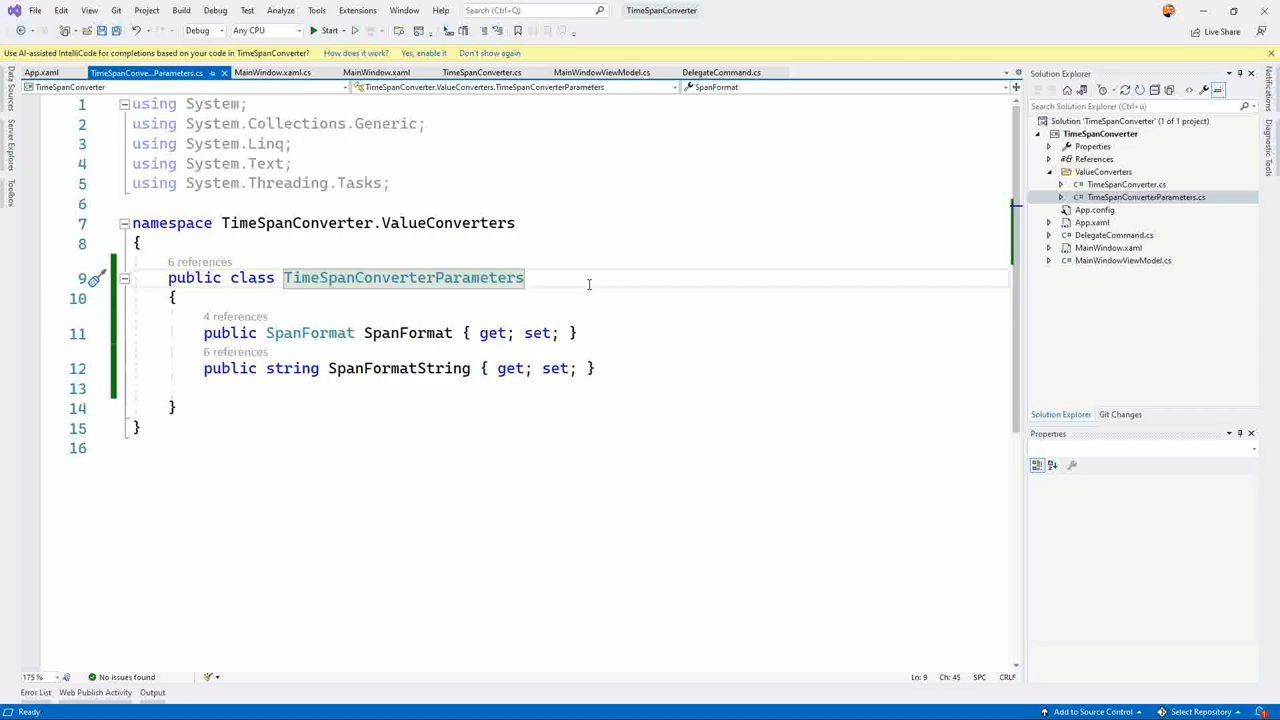 File Edit View Git Project Build Debug Test Analyze Tools Extensions Window Help Search (Ctrl+Q) TimeSpanConverter
Debug Any CPU Start Live Share
Use AI-assisted IntelliCode for completions based on your code in TimeSpanConverter? How does it work? Yes, enable it Don't show again
App.xaml TimeSpanConve...Parameters.cs MainWindow.xaml.cs MainWindow.xaml TimeSpanConverter.cs MainWindowViewModel.cs DelegateCommand.cs
TimeSpanConverter TimeSpanConverter.ValueConverters.TimeSpanConverterParameters SpanFormat
Data Sources
Server Explorer
Toolbox
1 using System;
2 using System.Collections.Generic;
3 using System.Linq;
4 using System.Text;
5 using System.Threading.Tasks;
6
7 namespace TimeSpanConverter.ValueConverters
8 {
6 references
9 public class TimeSpanConverterParameters
10 {
4 references
11 public SpanFormat SpanFormat { get; set; }
6 references
12 public string SpanFormatString { get; set; }
13
14 }
15 }
16
Solution Explorer
Search Solution Explorer (Ctrl+ù)
Solution 'TimeSpanConverter' (1 of 1 project)
TimeSpanConverter
Properties
References
ValueConverters
C# TimeSpanConverter.cs
C# TimeSpanConverterParameters.cs
App.config
App.xaml
C# DelegateCommand.cs
MainWindow.xaml
C# MainWindowViewModel.cs
Solution Explorer Git Changes
Properties
Notifications
Diagnostic Tools
175 % No issues found Ln: 9 Ch: 45 SPC CRLF
Error List Web Publish Activity Output
Ready Add to Source Control Select Repository 1